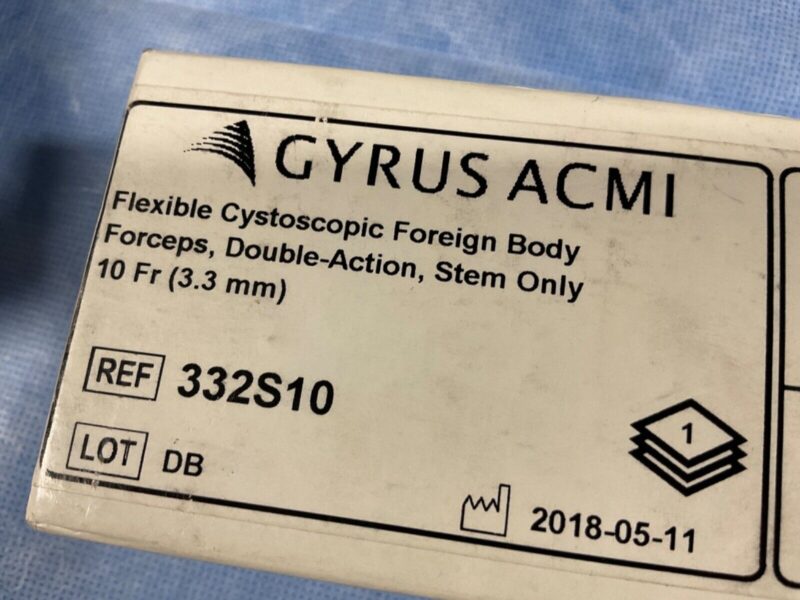 GYRUS ACMI
Flexible Cystoscopic Foreign Body
Forceps, Double-Action, Stem Only
10 Fr (3.3 mm)
REF 332S10
1
LOT DB
2018-05-11